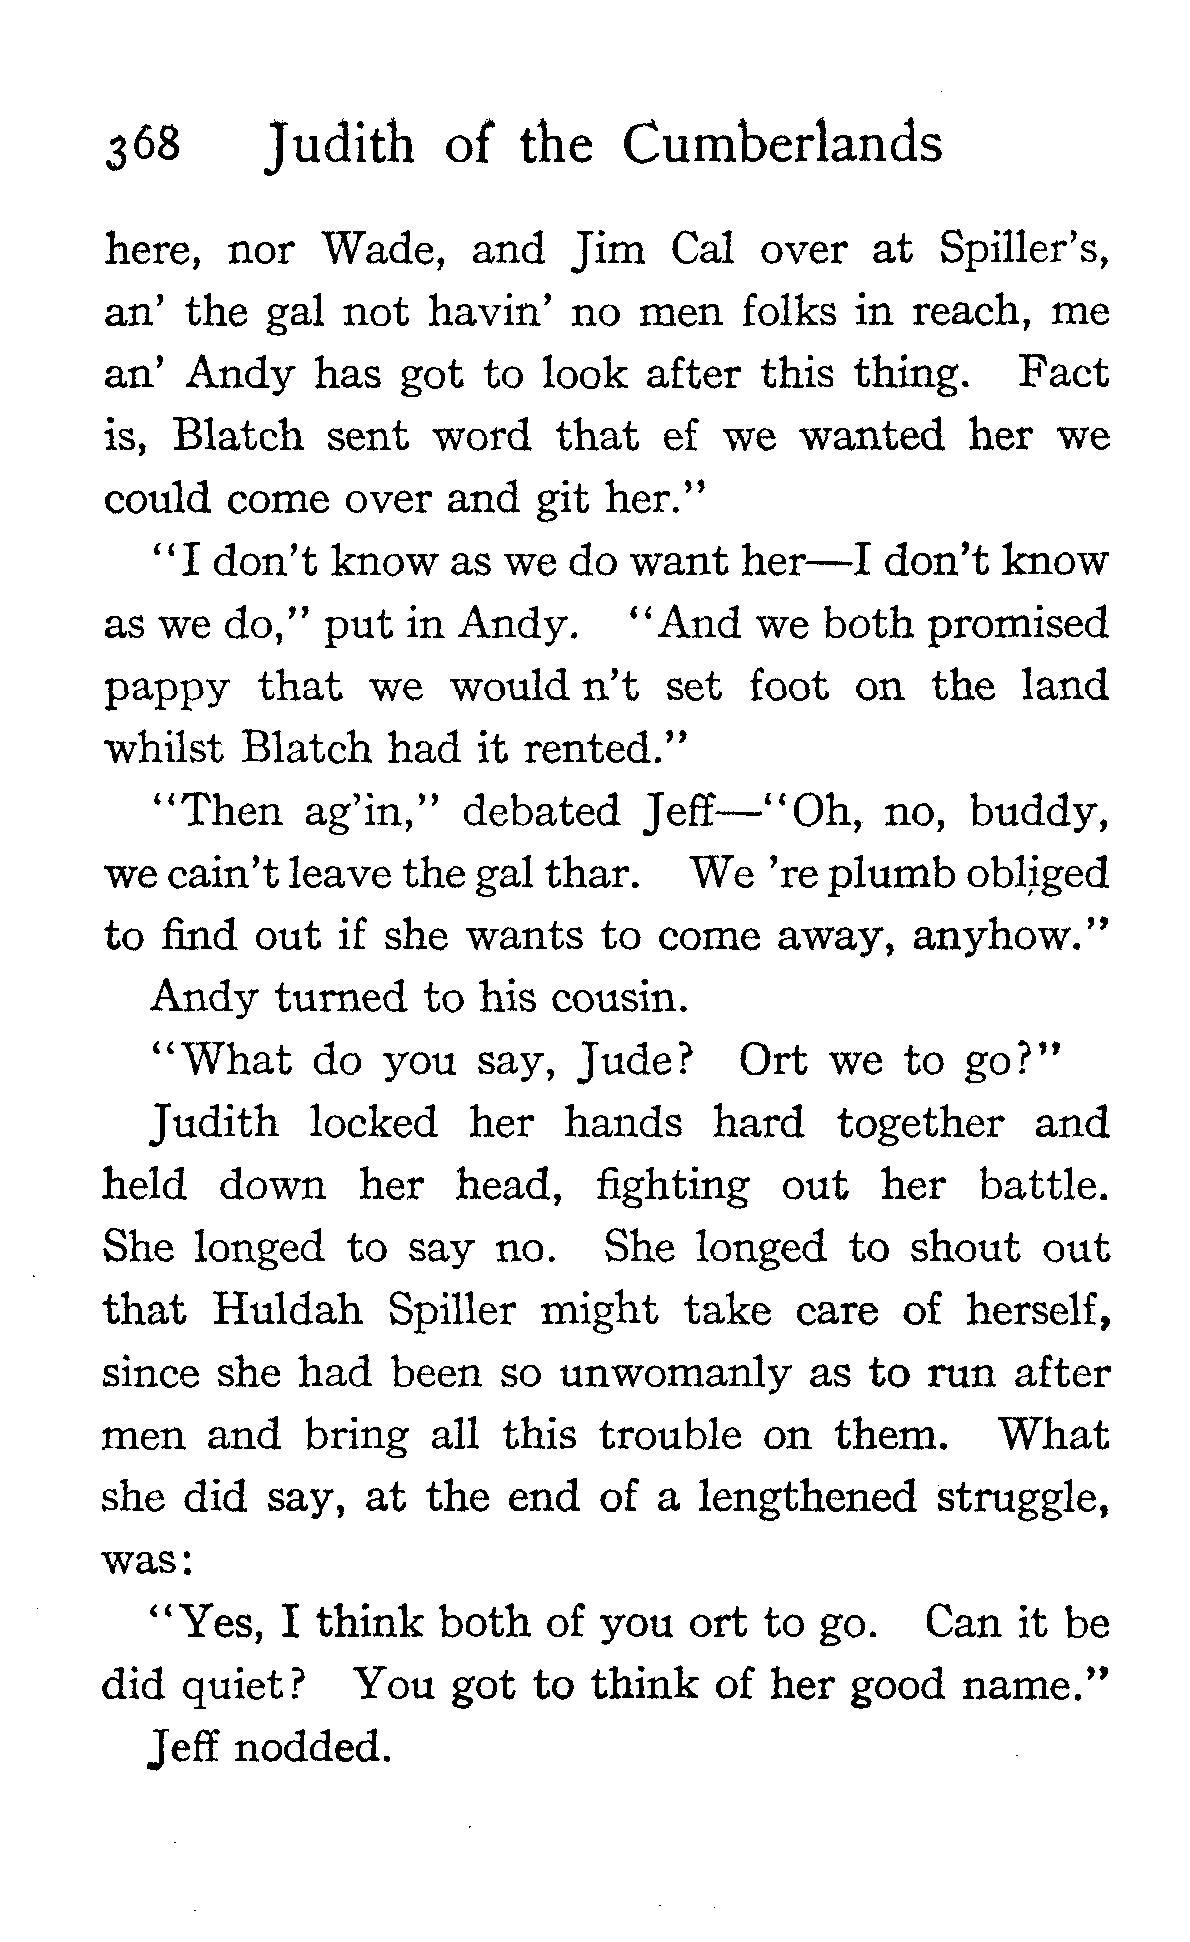 368 Judith of the Cumberlands
here, nor Wade, and Jim Cal over at Spiller's,
an' the gal not havin' no men folks in reach, me
an' Andy has got to look after this thing. Fact
is, Blatch sent word that ef we wanted her we
could come over and git her."
"I don't know as we do want her—I don't know
as we do," put in Andy. "And we both promised
pappy that we would n't set foot on the land
whilst Blatch had it rented."
"Then ag'in," debated Jeff—"Oh, no, buddy,
we cain't leave the gal thar. We 're plumb obliged
to find out if she wants to come away, anyhow."
Andy turned to his cousin.
"What do you say, Jude? Ort we to go?"
Judith locked her hands hard together and
held down her head, fighting out her battle.
She longed to say no. She longed to shout out
that Huldah Spiller might take care of herself,
since she had been so unwomanly as to run after
men and bring all this trouble on them. What
she did say, at the end of a lengthened struggle,
was:
"Yes, I think both of you ort to go. Can it be
did quiet? You got to think of her good name."
Jeff nodded.